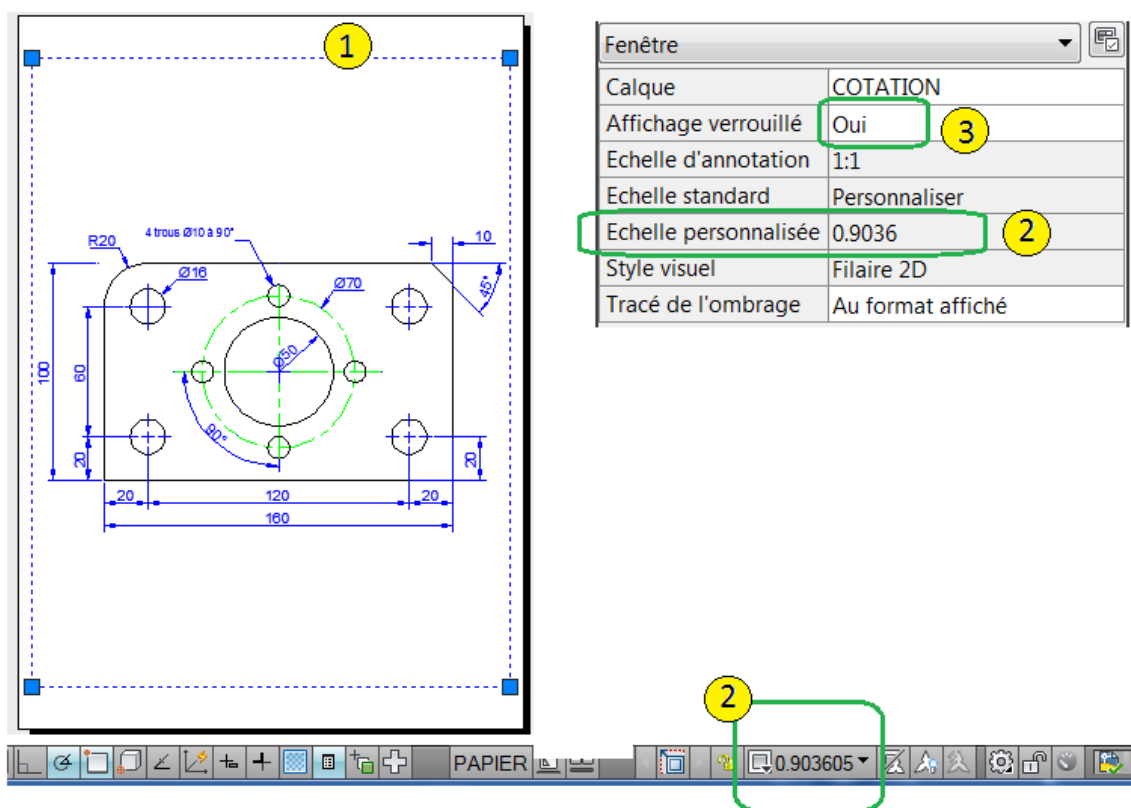 1
R20
4 trous Ø10 à 90°
10
Ø16
Ø70
45°
100
60
Ø50
90°
20
20
20
120
20
160
Fenêtre
Calque COTATION
Affichage verrouillé Oui
3
Echelle d'annotation 1:1
Echelle standard Personnaliser
Echelle personnalisée 0.9036
2
Style visuel Filaire 2D
Tracé de l'ombrage Au format affiché
2
PAPIER 0.903605